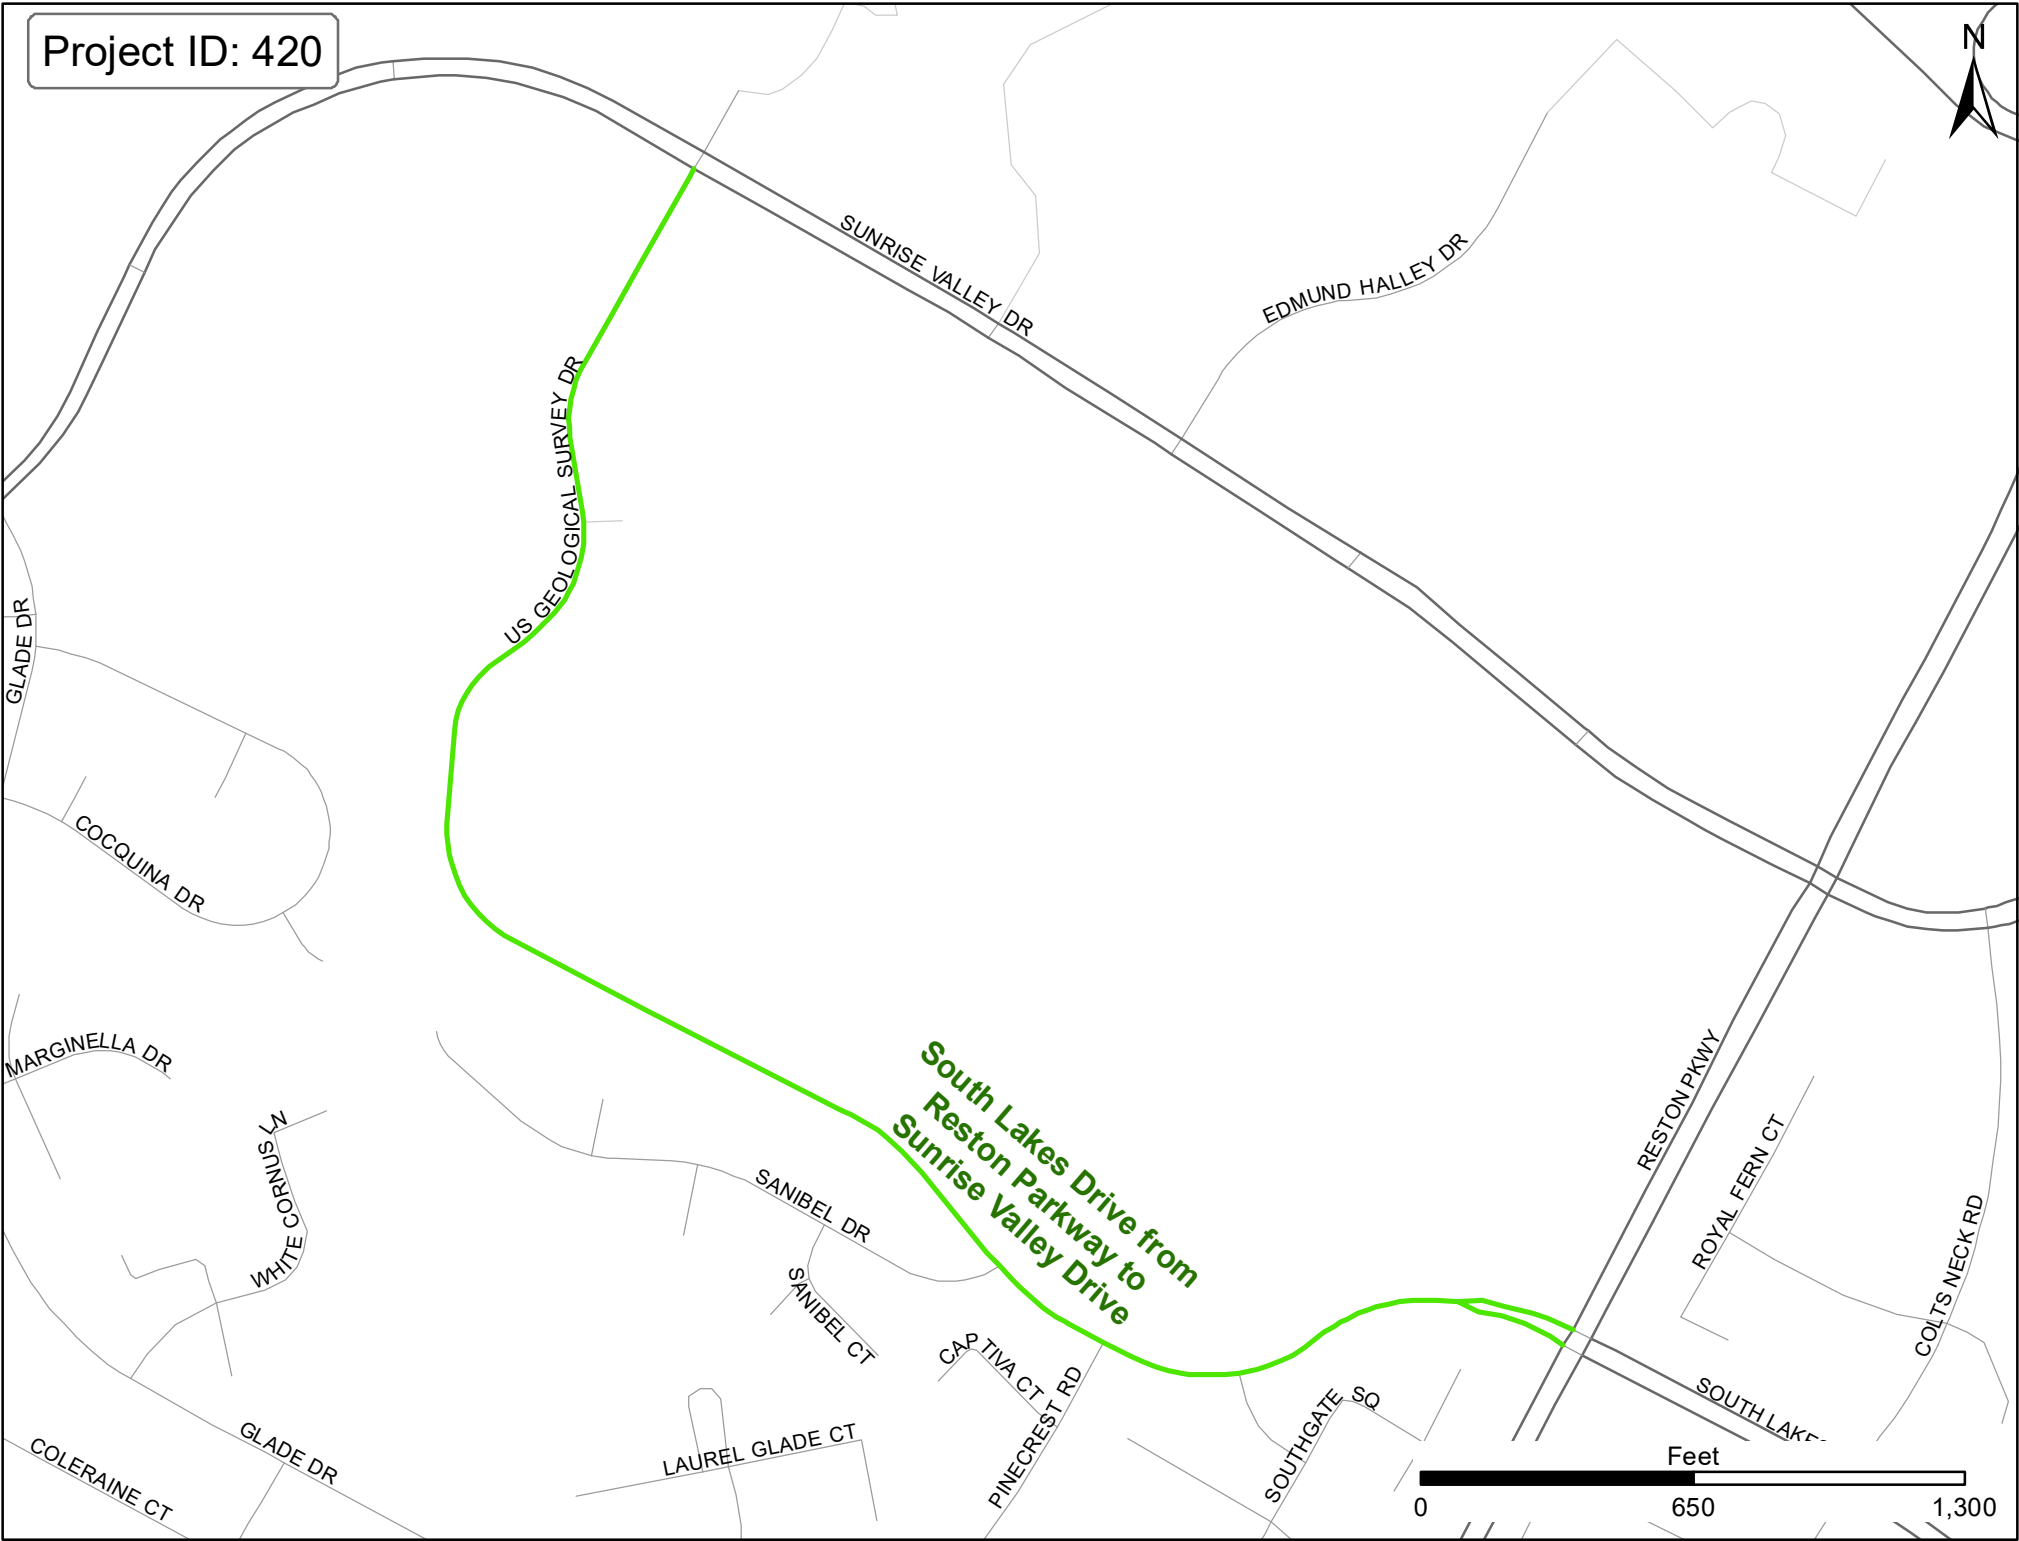 Project ID: 420
N
SUNRISE VALLEY DR
EDMUND HALLEY DR
US GEOLOGICAL SURVEY DR
GLADE DR
COCQUINA DR
MARGINELLA DR
WHITE CORNUS LN
South Lakes Drive from
Reston Parkway to
Sunrise Valley Drive
RESTON PKWY
ROYAL FERN CT
COLTS NECK RD
SANIBEL DR
SANIBEL CT
CAPTIVA CT
PINECREST RD
SOUTHGATE SQ
SOUTH LAKES
LAUREL GLADE CT
GLADE DR
COLERAINE CT
Feet
0 650 1,300